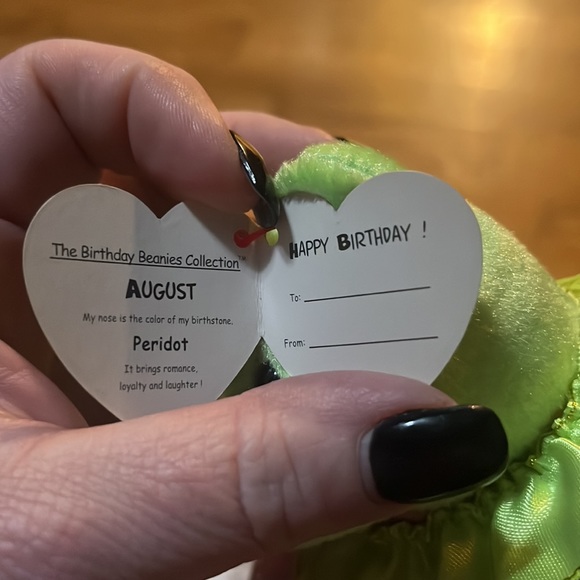 The Birthday Beanies Collection™
AUGUST
My nose is the color of my birthstone.
Peridot
It brings romance,
loyalty and laughter !
HAPPY BIRTHDAY !
To:
From: